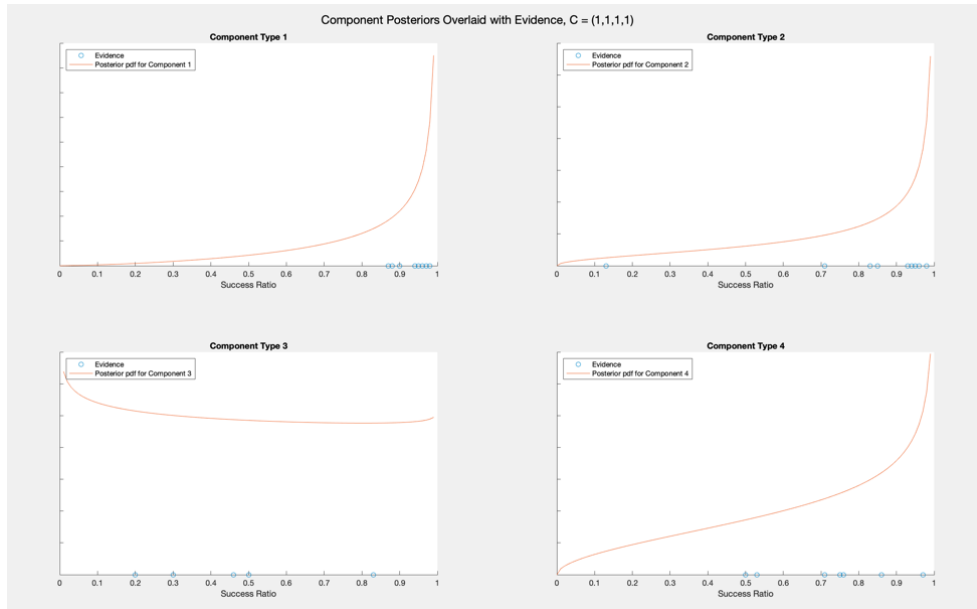 Component Posteriors Overlaid with Evidence, C = (1,1,1,1)
Component Type 1
Evidence
Posterior pdf for Component 1
0 0.1 0.2 0.3 0.4 0.5 0.6 0.7 0.8 0.9 1
Success Ratio
Component Type 2
Evidence
Posterior pdf for Component 2
0 0.1 0.2 0.3 0.4 0.5 0.6 0.7 0.8 0.9 1
Success Ratio
Component Type 3
Evidence
Posterior pdf for Component 3
0 0.1 0.2 0.3 0.4 0.5 0.6 0.7 0.8 0.9 1
Success Ratio
Component Type 4
Evidence
Posterior pdf for Component 4
0 0.1 0.2 0.3 0.4 0.5 0.6 0.7 0.8 0.9 1
Success Ratio